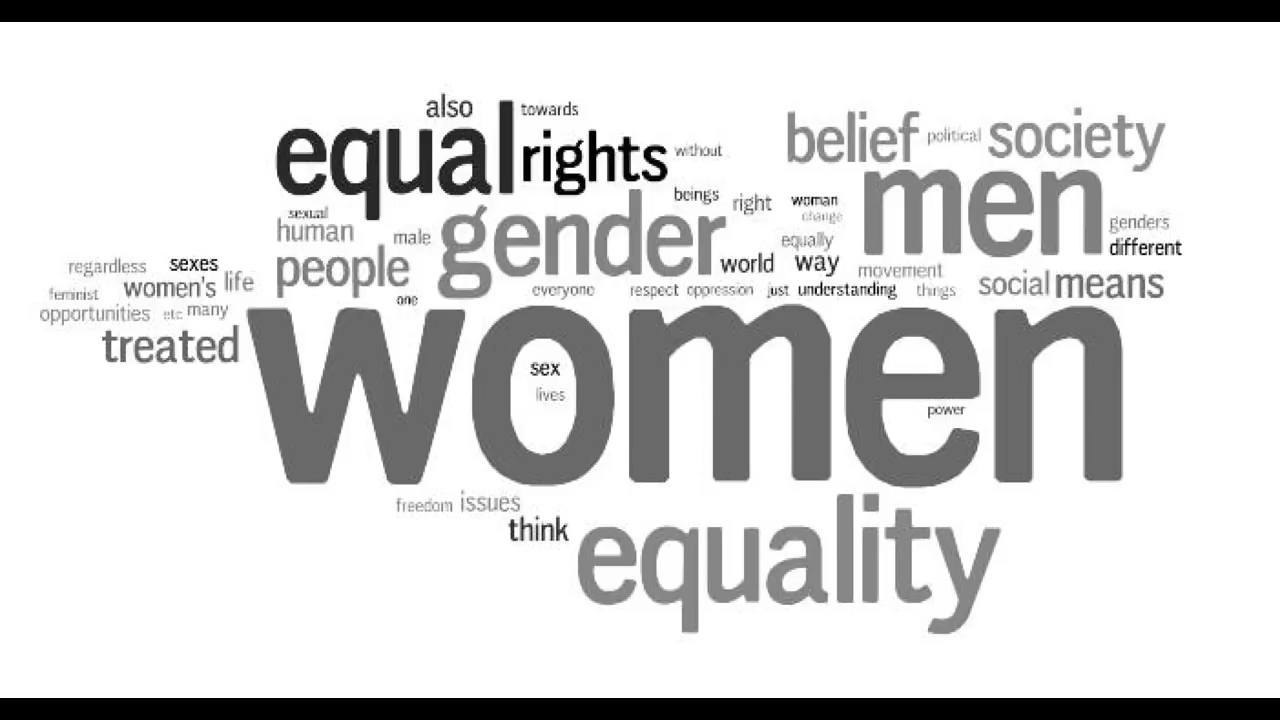 also towards
equal rights without belief political society
beings right woman men
sexual change genders
human male gender equally different
regardless sexes people world way movement
feminist women's life everyone respect oppression just understanding things social means
opportunities etc many one
treated women
sex
lives
power
freedom issues
think equality